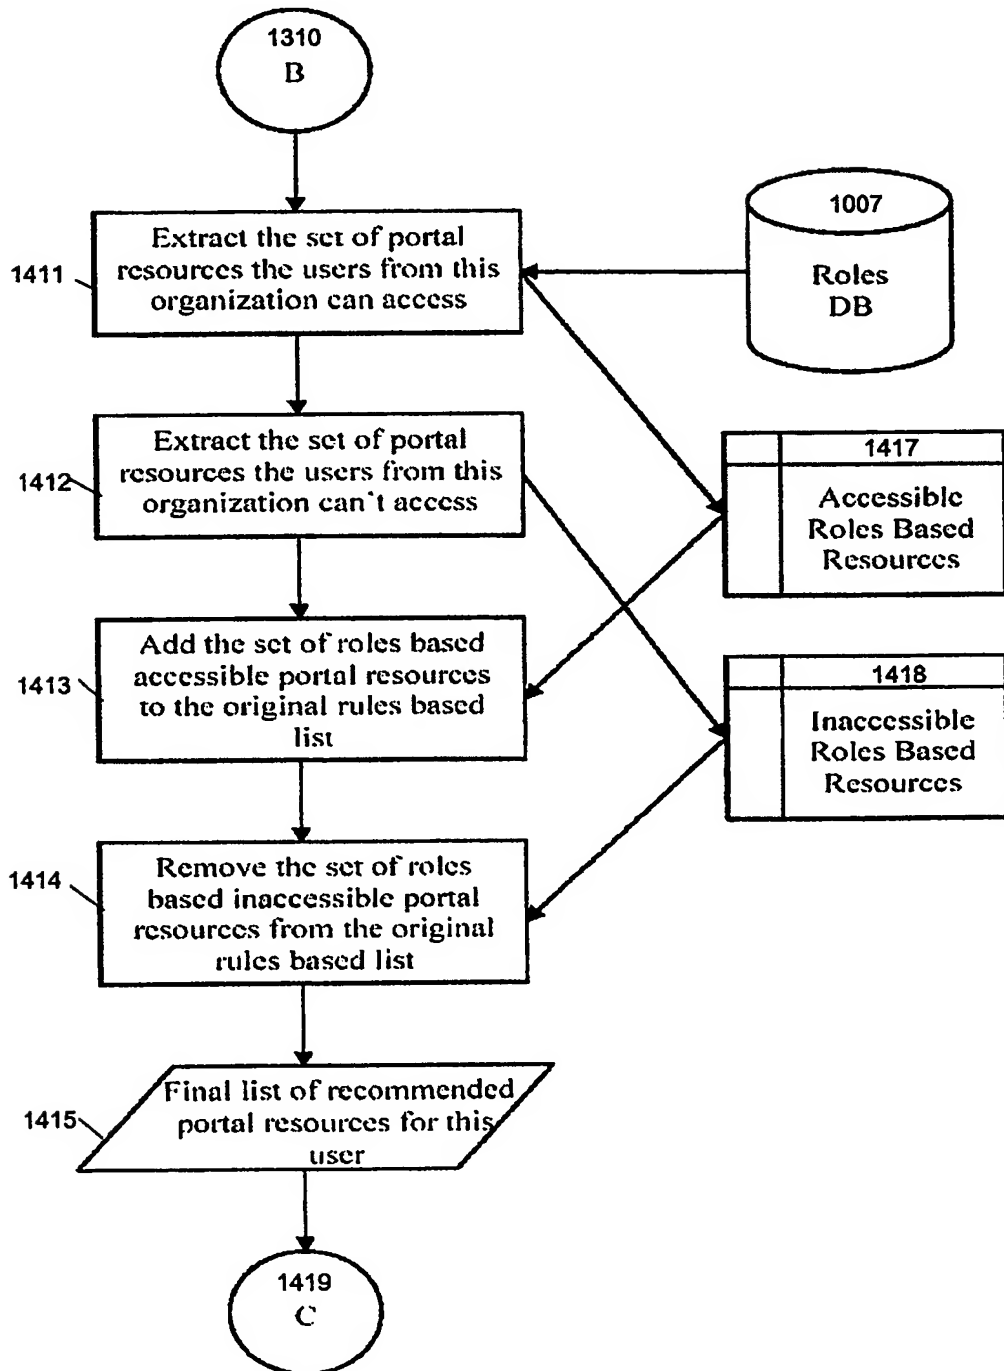 1310
B
1411
Extract the set of portal
resources the users from this
organization can access
1007
Roles
DB
1412
Extract the set of portal
resources the users from this
organization can't access
1417
Accessible
Roles Based
Resources
1413
Add the set of roles based
accessible portal resources
to the original rules based
list
1418
Inaccessible
Roles Based
Resources
1414
Remove the set of roles
based inaccessible portal
resources from the original
rules based list
1415
Final list of recommended
portal resources for this
user
1419
C